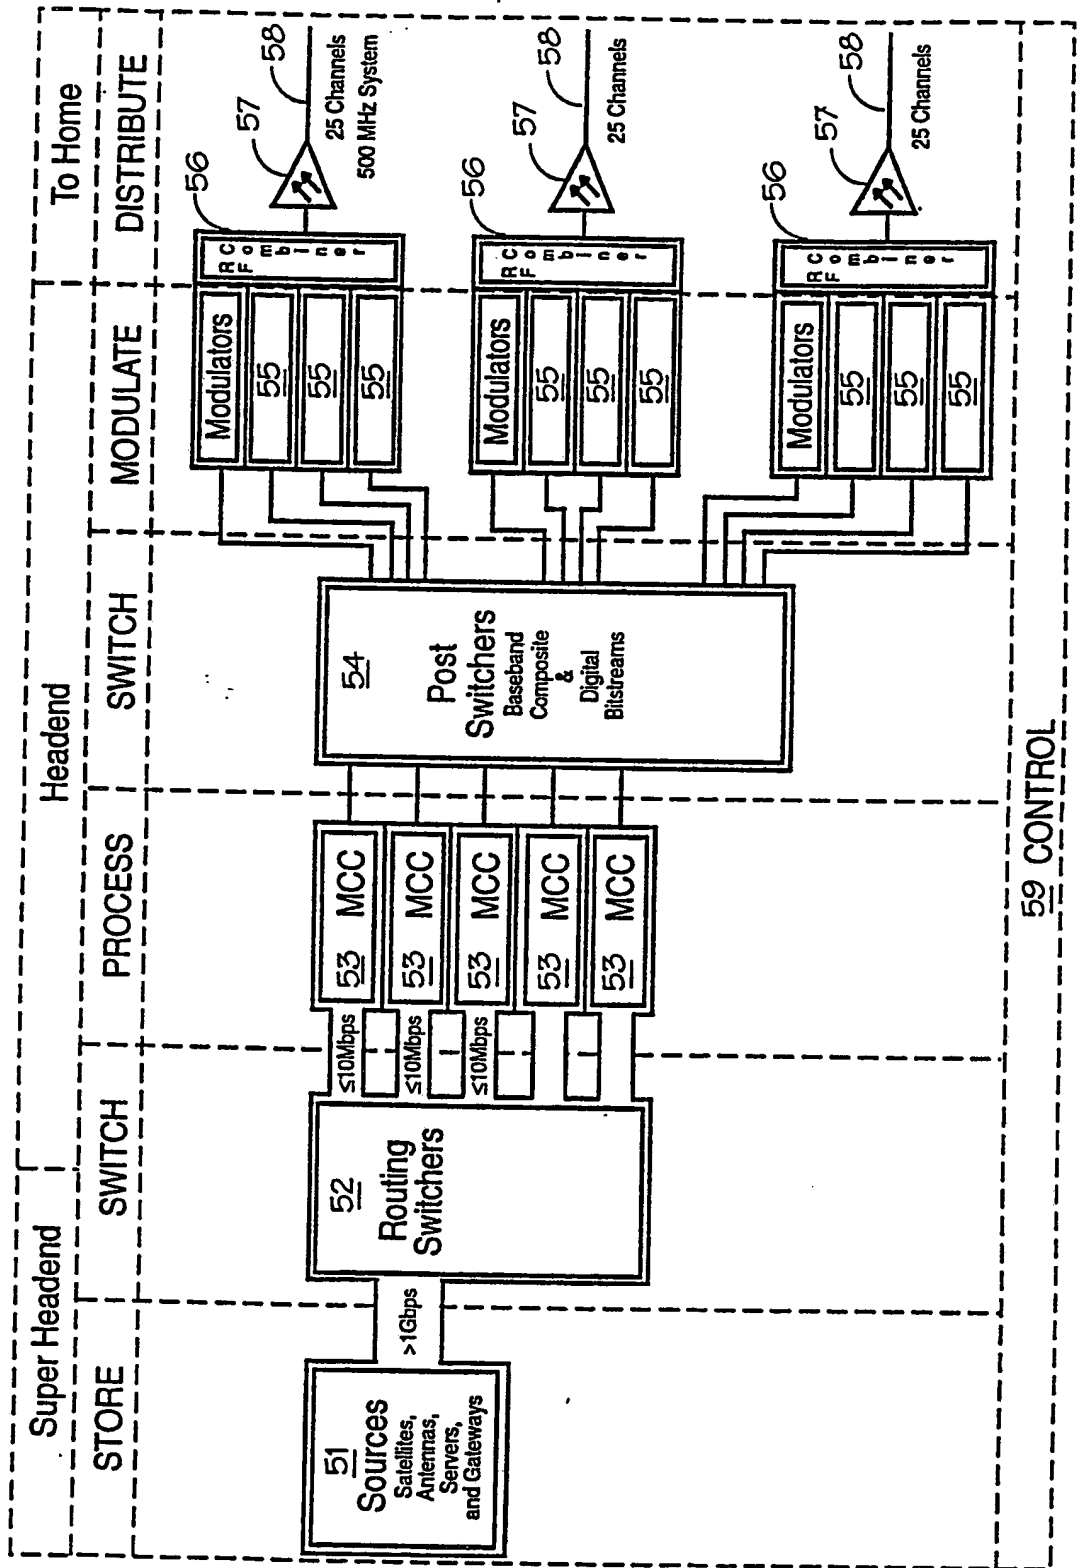 Super Headend
Headend
To Home
STORE
SWITCH
PROCESS
SWITCH
MODULATE
DISTRIBUTE
51
Sources
Satellites,
Antennas,
Servers,
and Gateways
>1Gbps
52
Routing
Switchers
≤10Mbps
≤10Mbps
≤10Mbps
53 MCC
53 MCC
53 MCC
53 MCC
53 MCC
54
Post
Switchers
Baseband
Composite
&
Digital
Bitstreams
Modulators
55
55
55
RF
Combiner
56
57
58
25 Channels
500 MHz System
Modulators
55
55
55
RF
Combiner
56
57
58
25 Channels
Modulators
55
55
55
RF
Combiner
56
57
58
25 Channels
59 CONTROL